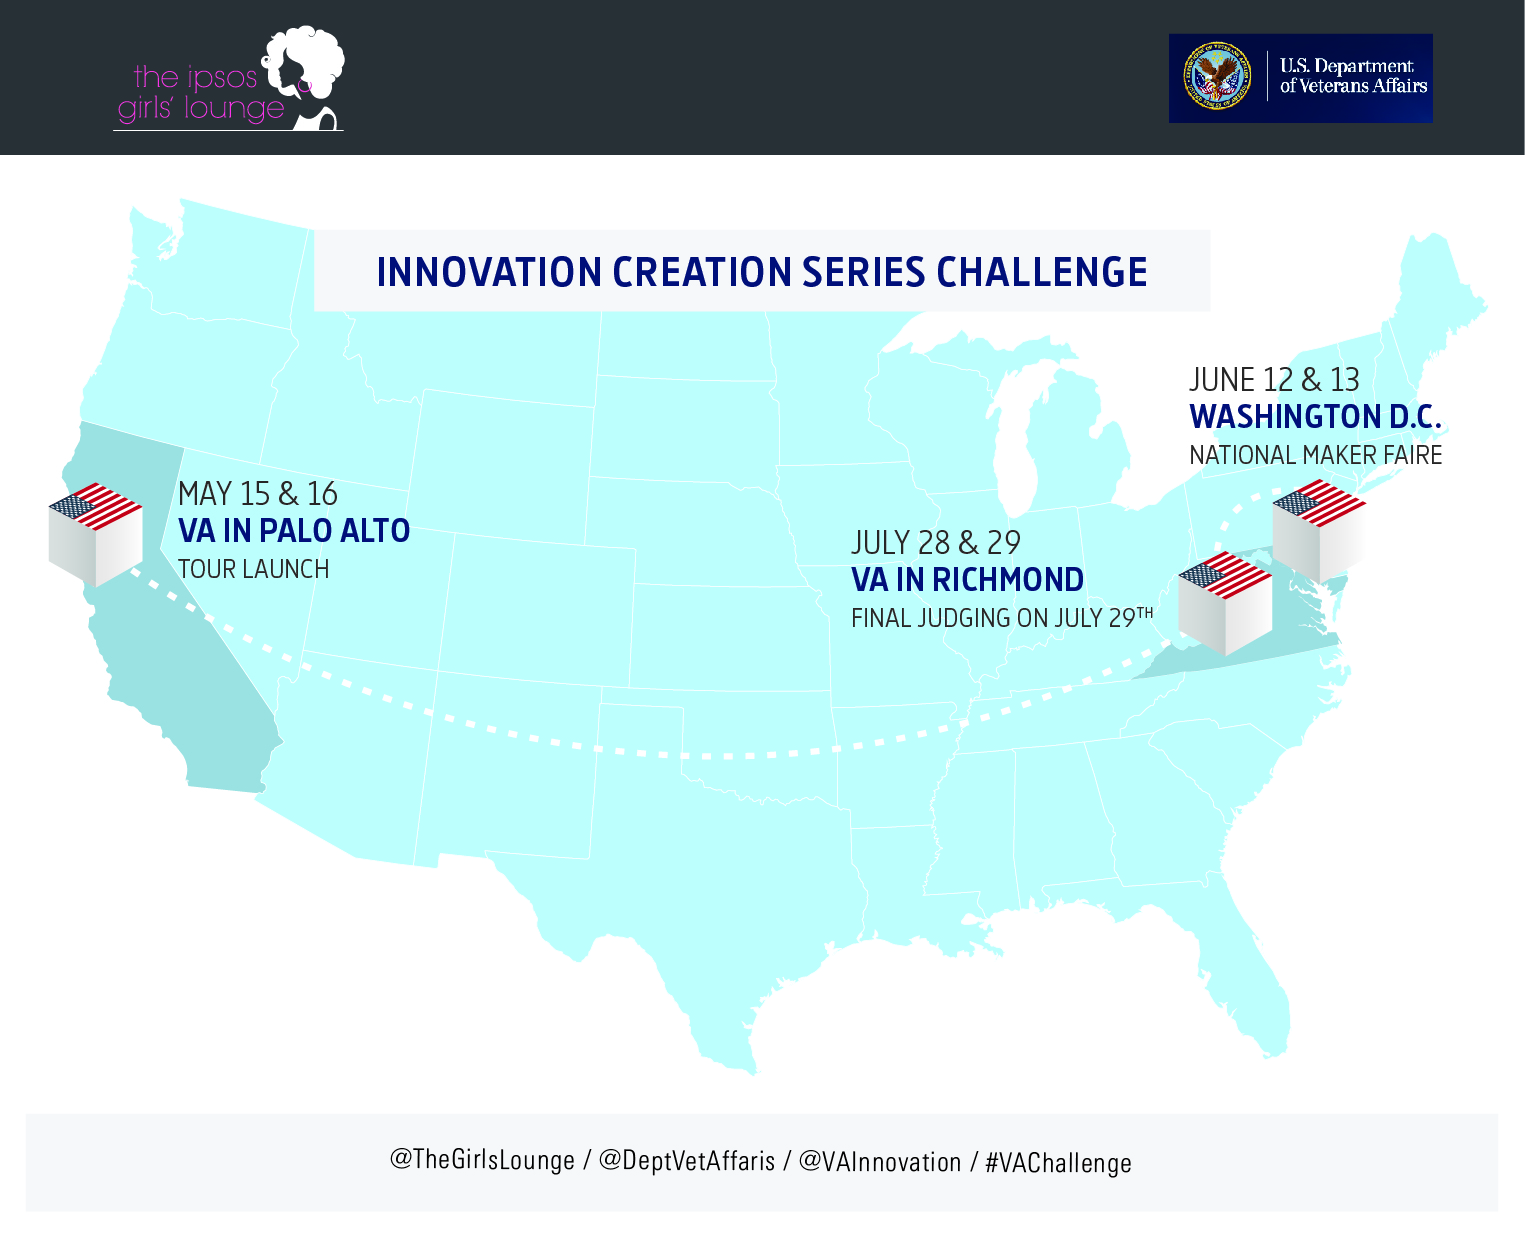 the ipsos
girls' lounge
U.S. Department
of Veterans Affairs
INNOVATION CREATION SERIES CHALLENGE
JUNE 12 & 13
WASHINGTON D.C.
NATIONAL MAKER FAIRE
MAY 15 & 16
VA IN PALO ALTO
TOUR LAUNCH
JULY 28 & 29
VA IN RICHMOND
FINAL JUDGING ON JULY 29TH
@TheGirlsLounge / @DeptVetAffaris / @VAInnovation / #VAChallenge